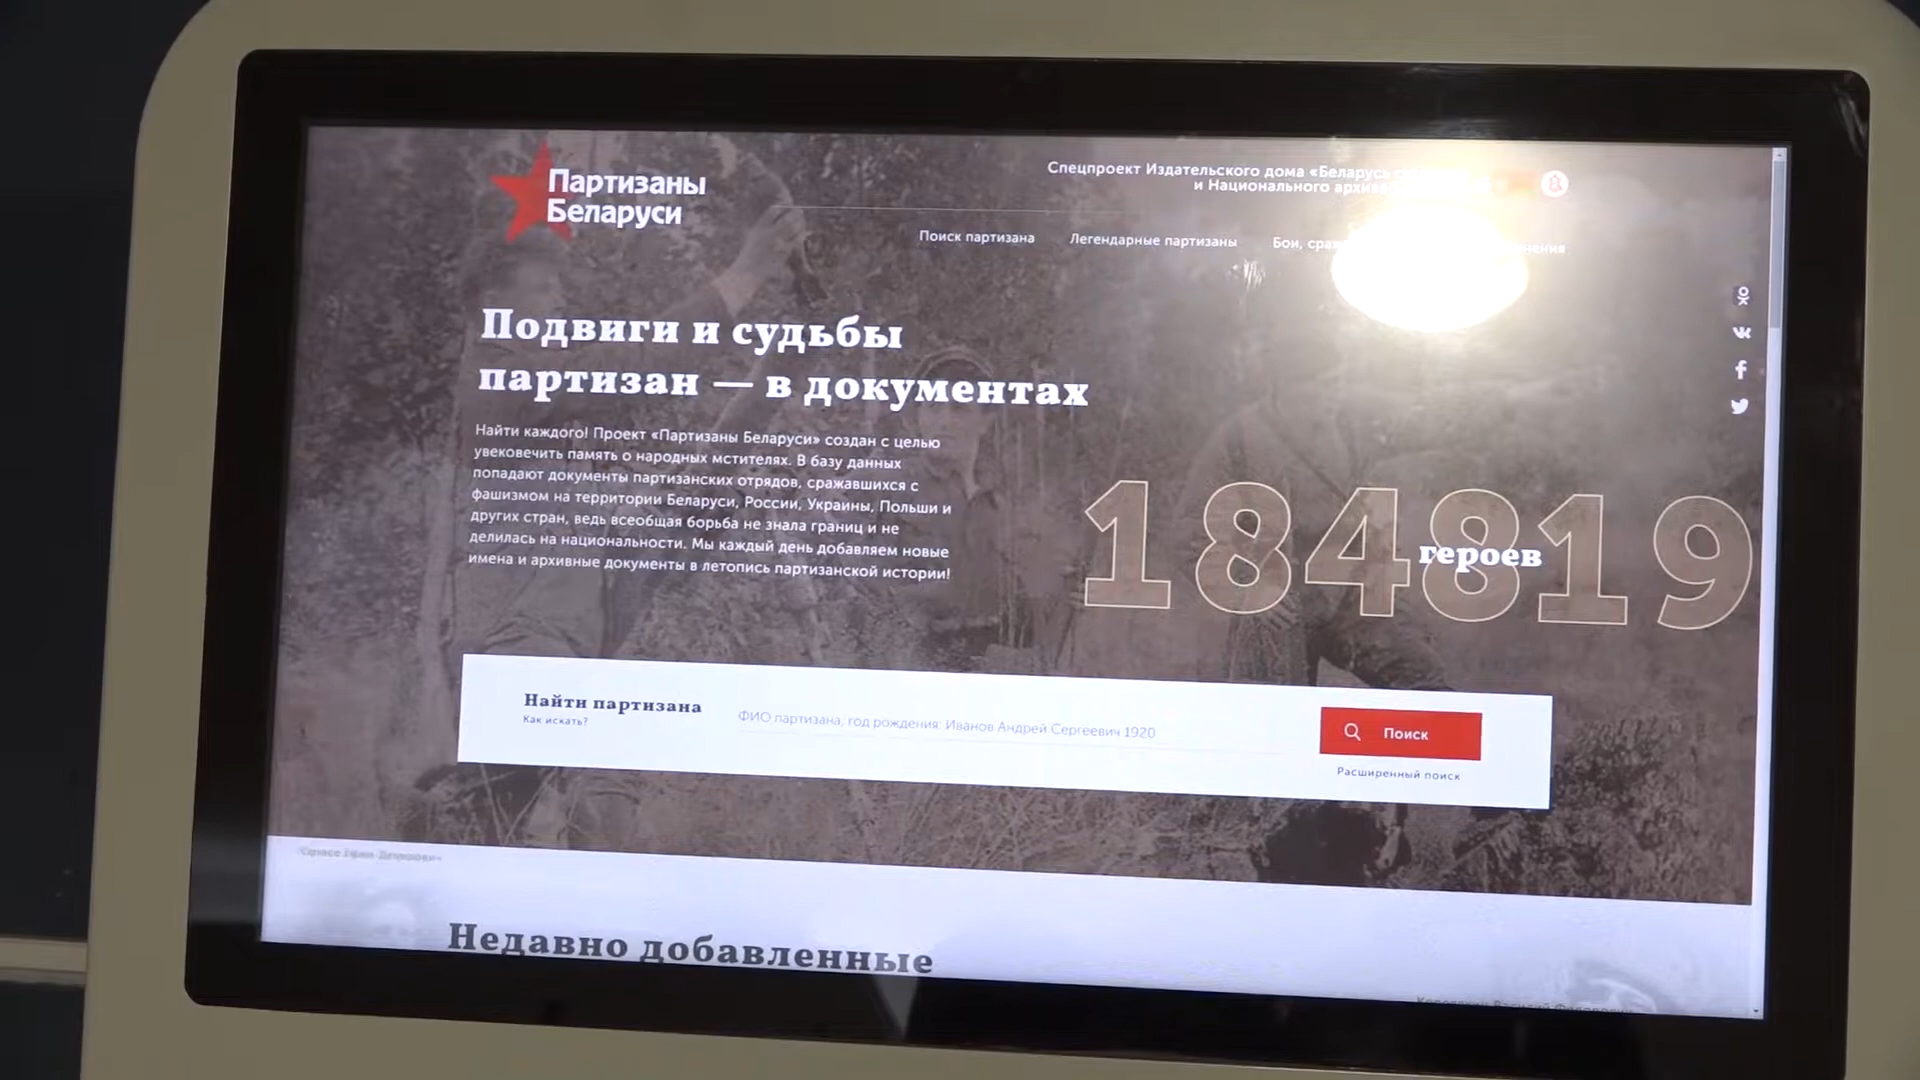 Партизаны
Беларуси
Спецпроект Издательского дома «Беларусь
и Национального архива
Поиск партизана
Легендарные партизаны
Бои,
Подвиги и судьбы
партизан — в документах
Найти каждого! Проект «Партизаны Беларуси» создан с целью
увековечить память о народных мстителях. В базу данных
попадают документы партизанских отрядов, сражавшихся с
фашизмом на территории Беларуси, России, Украины, Польши и
других стран, ведь всеобщая борьба не знала границ и не
делилась на национальности. Мы каждый день добавляем новые
имена и архивные документы в летопись партизанской истории!
184819
героев
Найти партизана
Как искать?
ФИО партизана, год рождения: Иванов Андрей Сергеевич 1920
Поиск
Расширенный поиск
Недавно добавленные